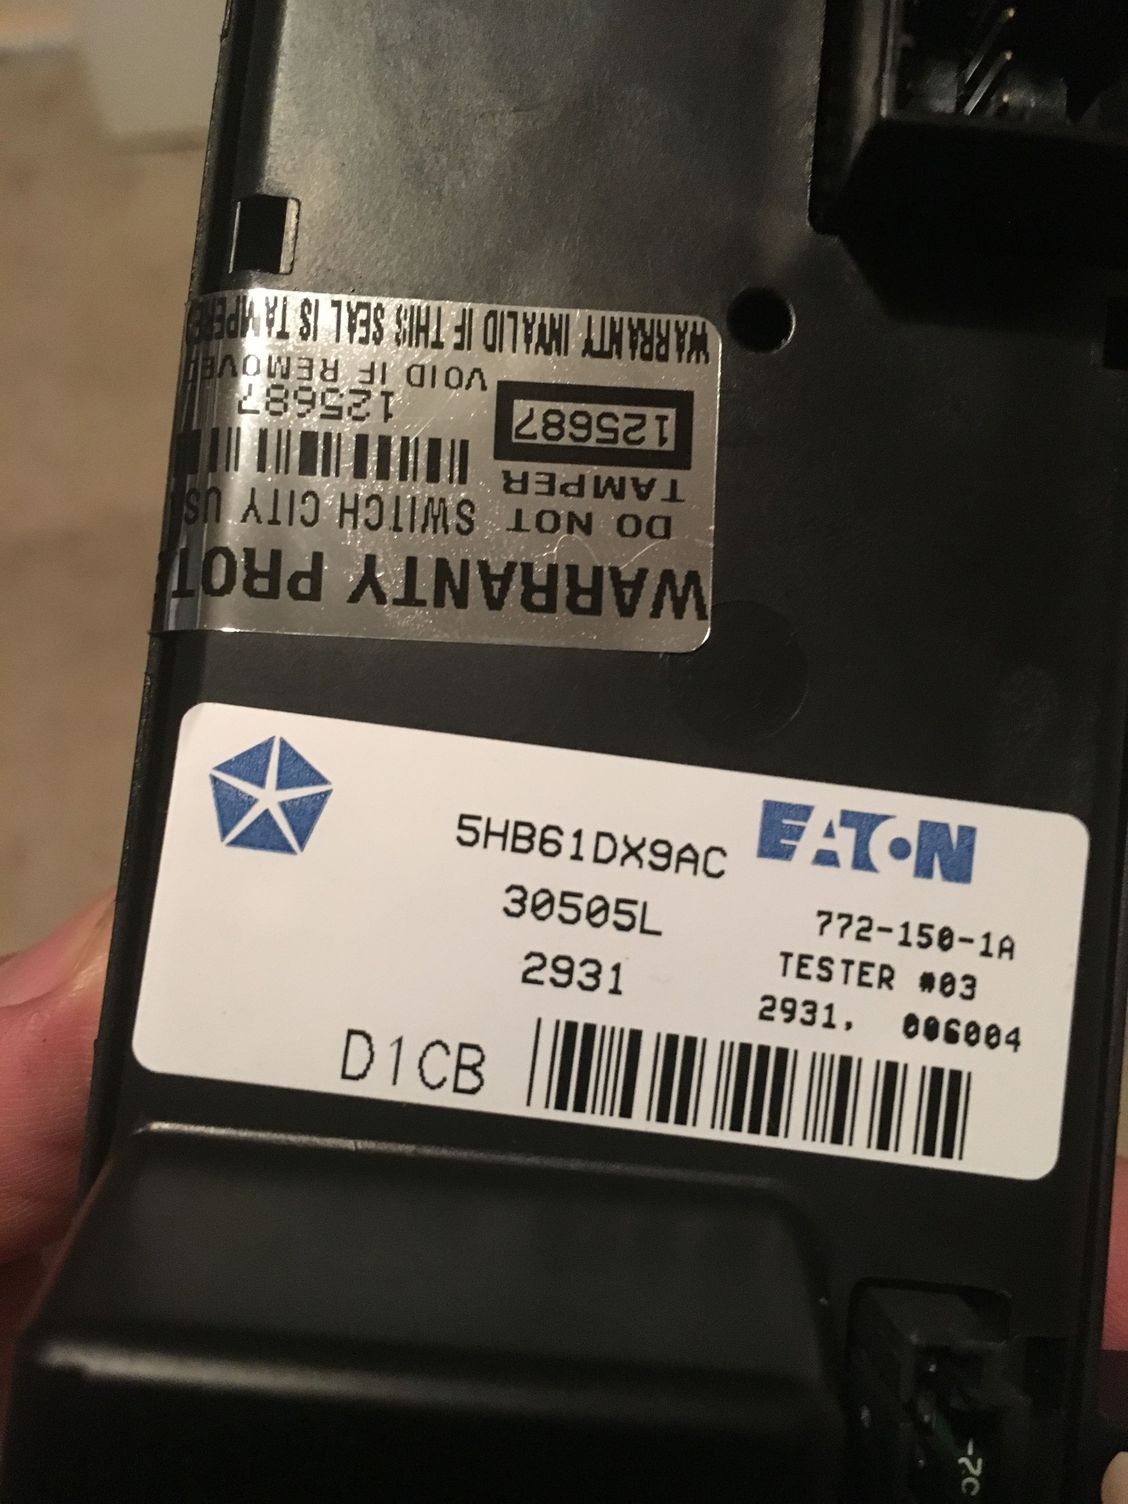 WARRANTY PROT
DO NOT
TAMPER
SWITCH CITY US
125687
125687
VOID IF REMOVED
WARRANTY INVALID IF THIS SEAL IS TAMPERE
5HB61DX9AC
EATON
30505L
772-150-1A
2931
TESTER #03
2931, 006004
D1CB